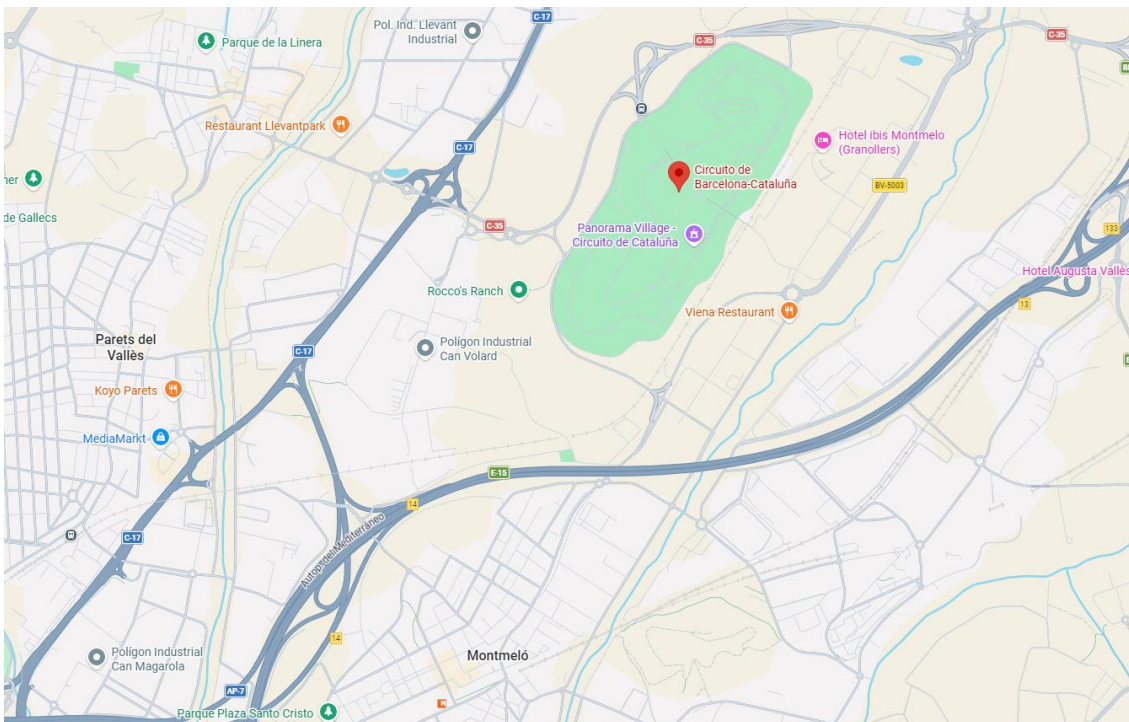 C-17
Pol. Ind. Llevant
Industrial
Parque de la Linera
C-35
C-35
Restaurant Llevantpark
C-17
Hotel ibis Montmelo
(Granollers)
Circuito de
Barcelona-Cataluña
BV-5003
ner
de Gallecs
C-35
Panorama Village -
Circuito de Cataluña
133
Hotel Augusta Vallès
Rocco's Ranch
13
Viena Restaurant
Parets del
Vallès
C-17
Polígon Industrial
Can Volard
Koyo Parets
MediaMarkt
E-15
14
Autop. del Mediterráneo
C-17
14
Polígon Industrial
Can Magarola
Montmeló
AP-7
Parque Plaza Santo Cristo